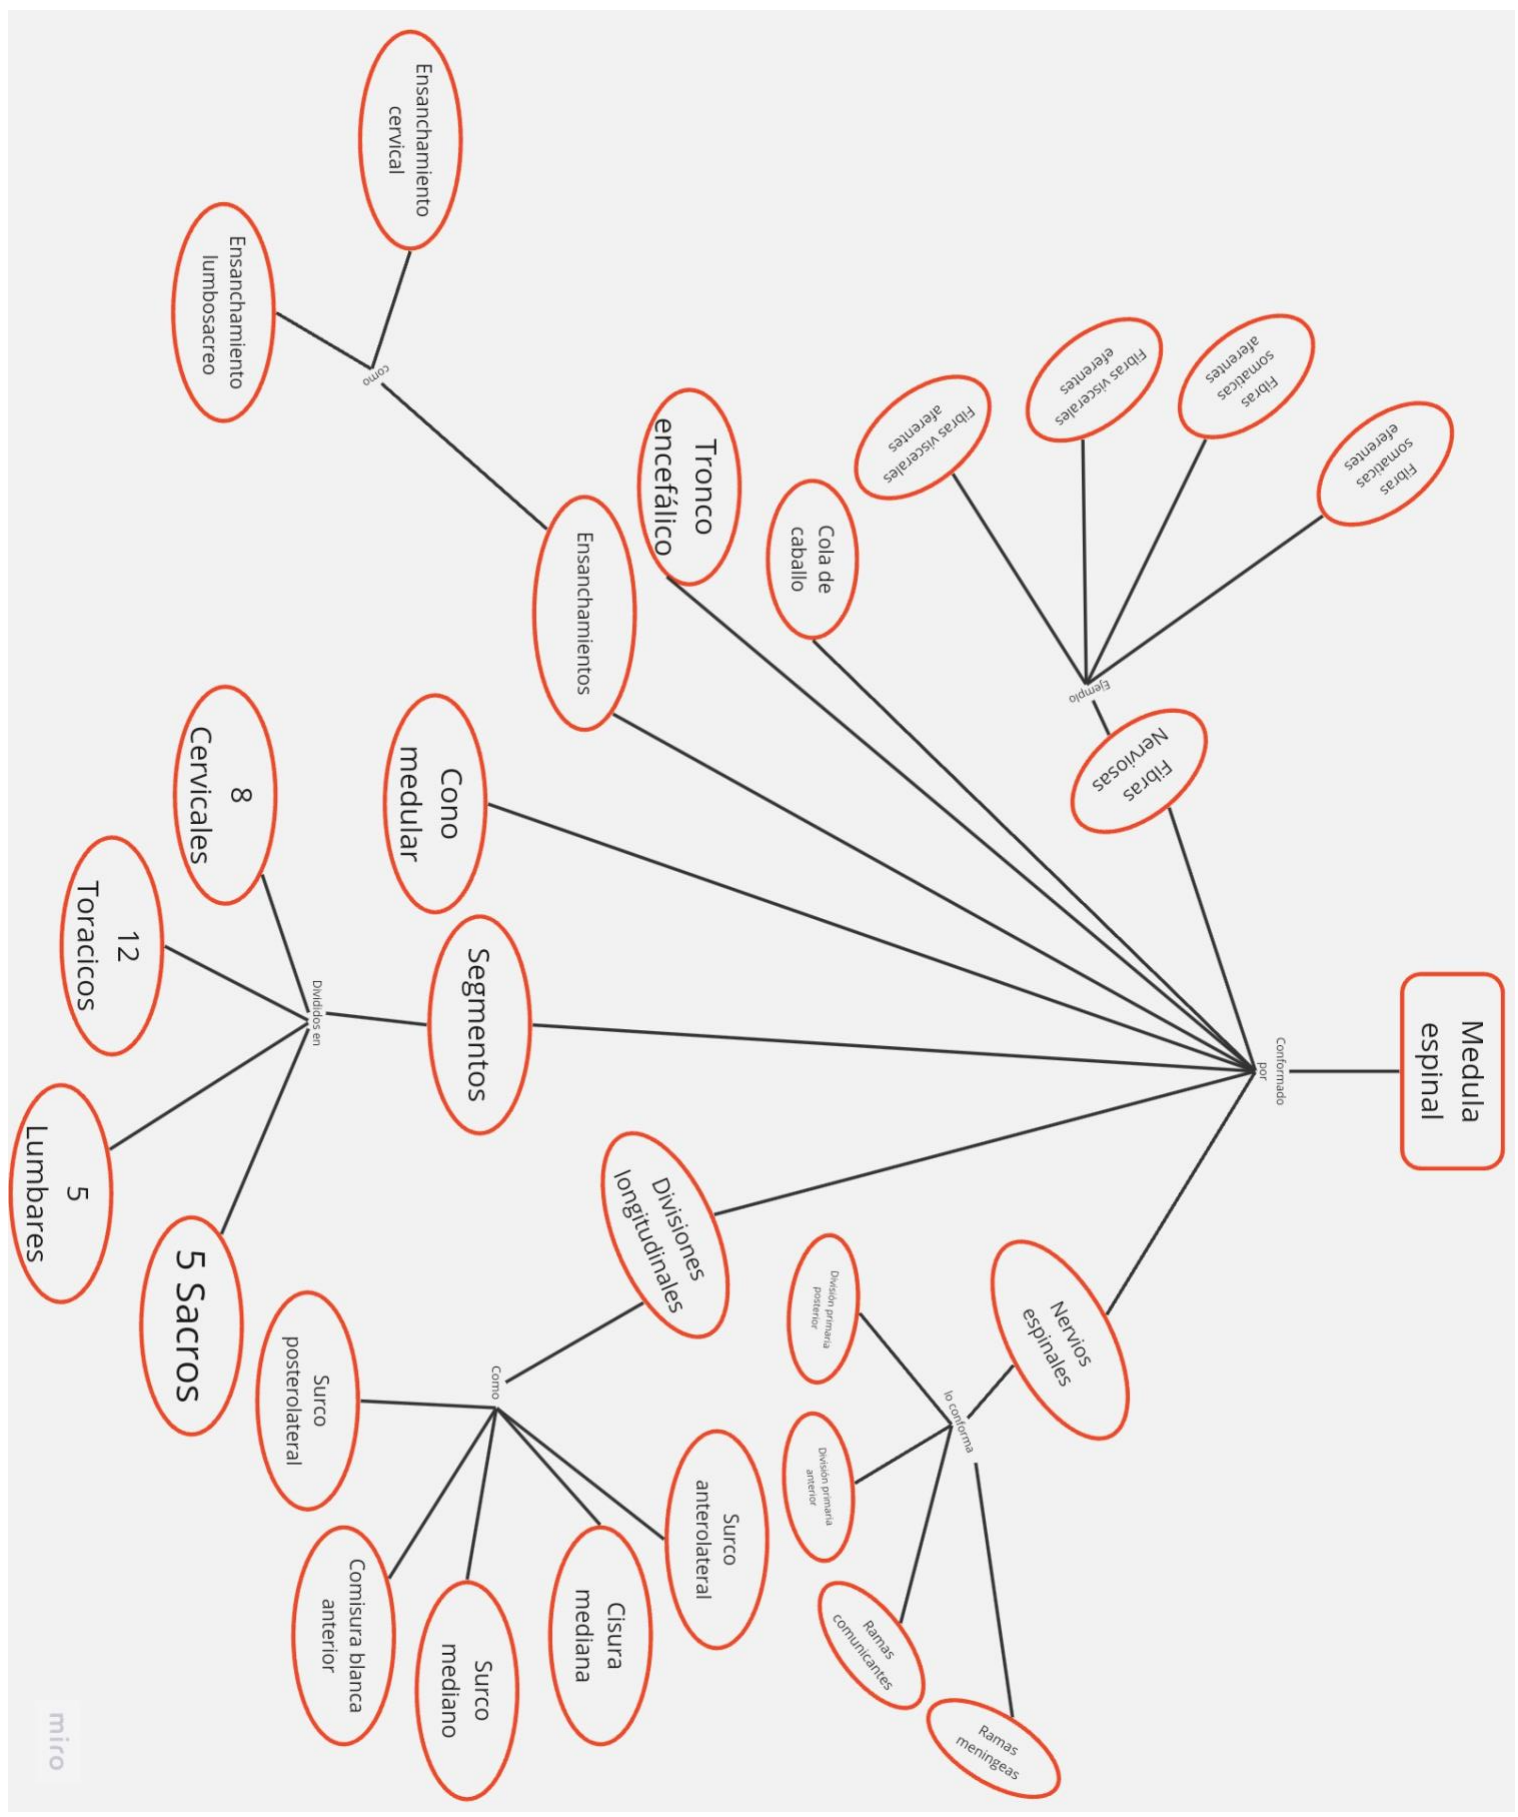 Medula
espinal
Conformado
por
Fibras
Nerviosas
Ejemplo
Fibras viscerales
aferentes
Fibras viscerales
eferentes
Fibras
somaticas
aferentes
Fibras
somaticas
eferentes
Cola de
caballo
Tronco
encefálico
Ensanchamientos
como
Ensanchamiento
cervical
Ensanchamiento
lumbosacreo
Cono
medular
Segmentos
Divididos en
8
Cervicales
12
Toracicos
5
Lumbares
5 Sacros
Divisiones
longitudinales
Como
Surco
posterolateral
Comisura blanca
anterior
Surco
mediano
Cisura
mediana
Surco
anterolateral
Nervios
espinales
lo conforma
División primaria
posterior
División primaria
anterior
Ramas
comunicantes
Ramas
meningeas
miro